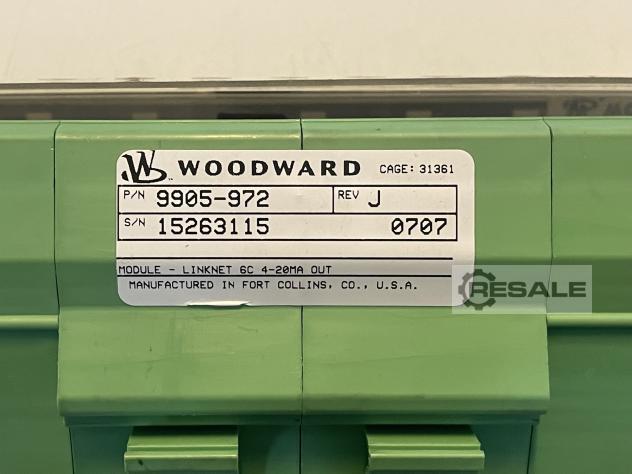 WOODWARD CAGE: 31361
P/N 9905-972 REV J
S/N 15263115 0707
MODULE - LINKNET 6C 4-20MA OUT
MANUFACTURED IN FORT COLLINS, CO., U.S.A.
RESALE